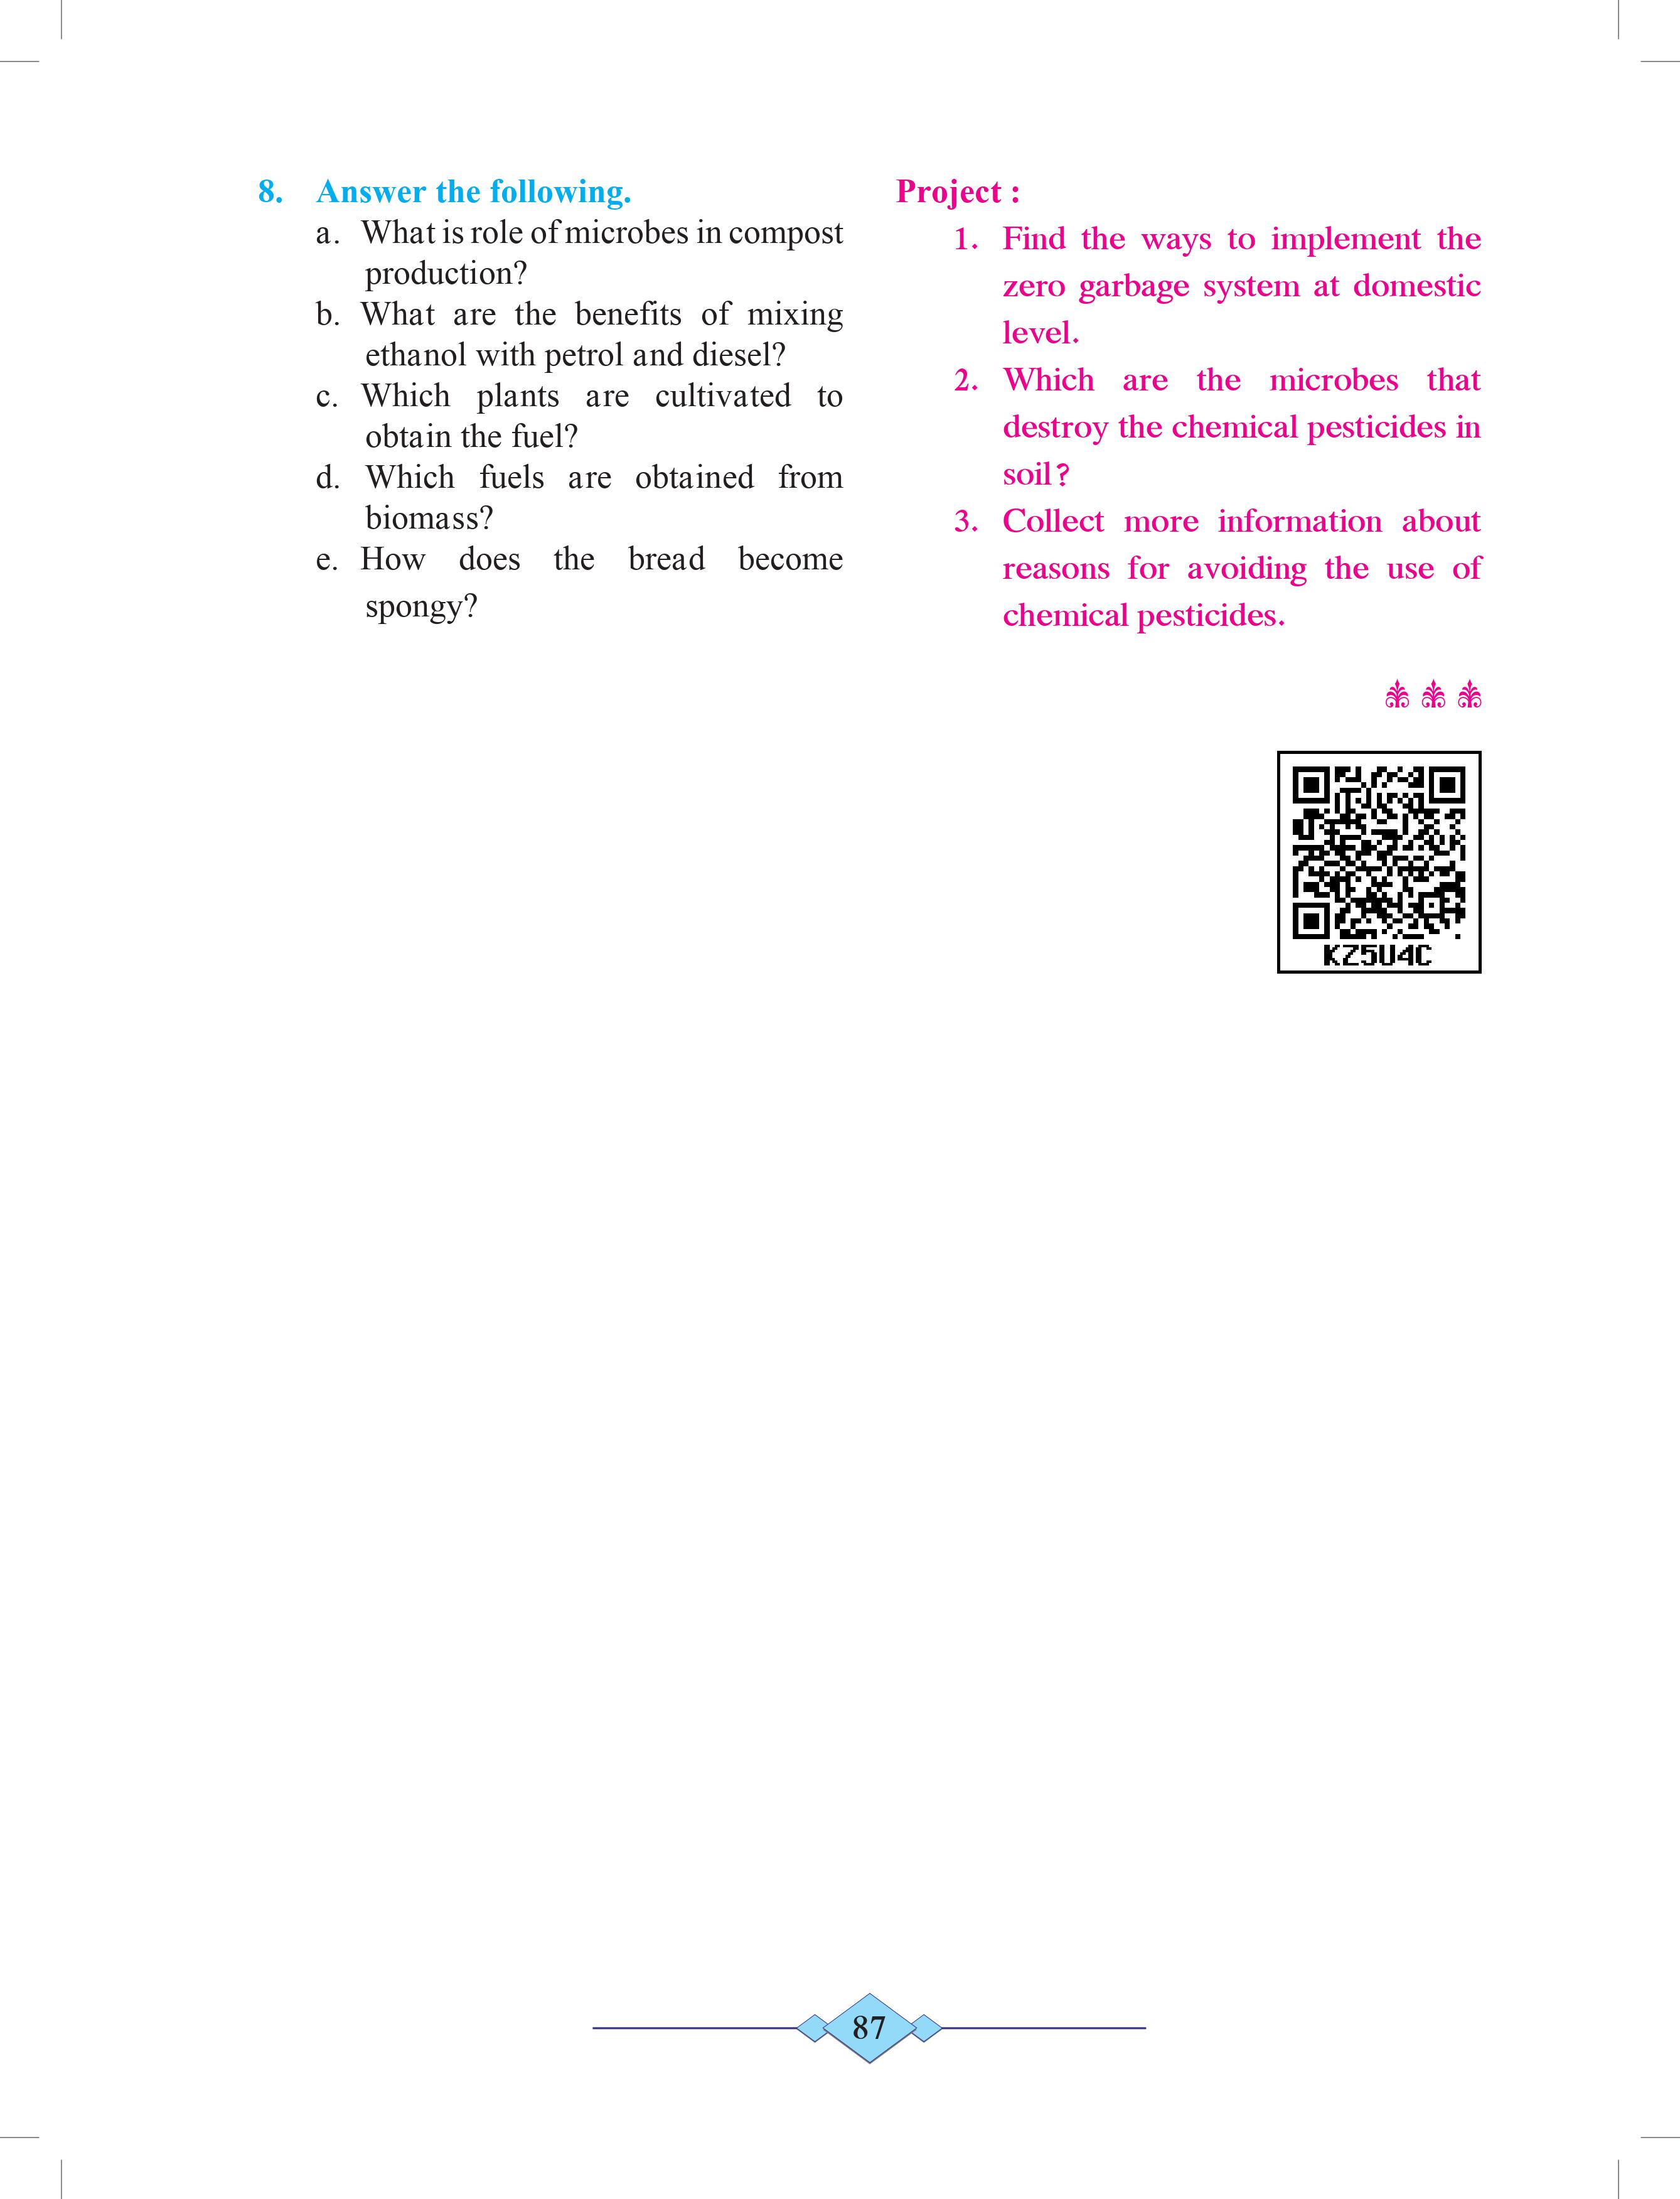 8. Answer the following.
a. What is role of microbes in compost
production?
b. What are the benefits of mixing
ethanol with petrol and diesel?
c. Which plants are cultivated to
obtain the fuel?
d. Which fuels are obtained from
biomass?
e. How does the bread become
spongy?
Project :
1. Find the ways to implement the
zero garbage system at domestic
level.
2. Which are the microbes that
destroy the chemical pesticides in
soil?
3. Collect more information about
reasons for avoiding the use of
chemical pesticides.
KZ5U4C
87